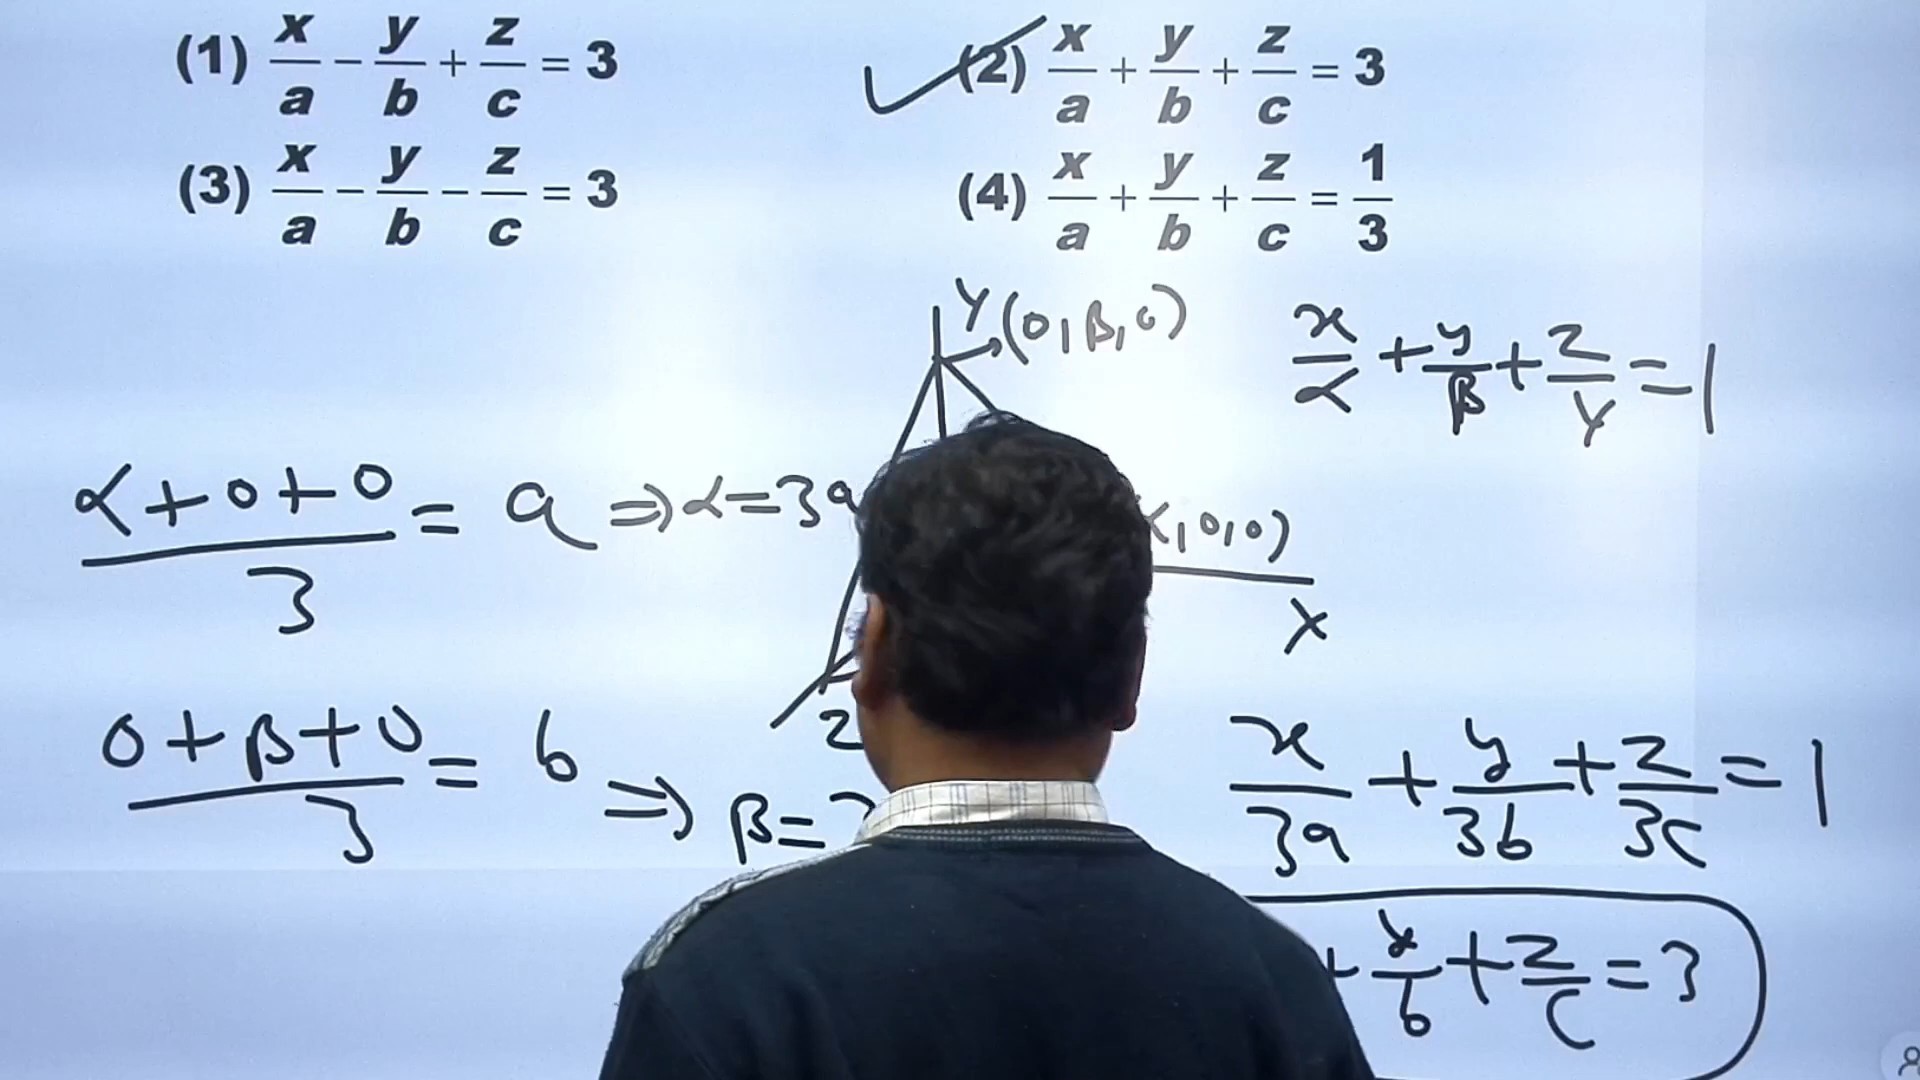 (1) x/a − y/b + z/c = 3
(2) x/a + y/b + z/c = 3
(3) x/a − y/b − z/c = 3
(4) x/a + y/b + z/c = 1/3
Y (0, β, 0)
x/α + y/β + z/γ = 1
(α + 0 + 0)/3 = a ⇒ α = 3a
, 0, 0)
X
Z
(0 + β + 0)/3 = b ⇒ β =
x/3a + y/3b + z/3c = 1
+ y/b + z/c = 3